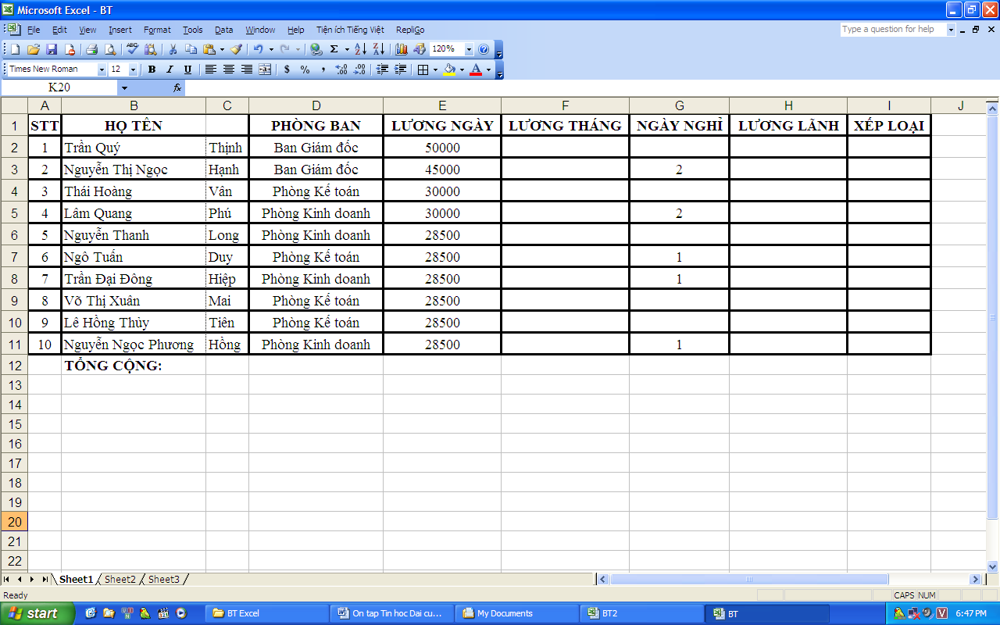 Microsoft Excel - BT
File Edit View Insert Format Tools Data Window Help Tiện ích Tiếng Việt RepliGo Type a question for help
120%
Times New Roman 12 B I U $ % ,
K20 fx
A B C D E F G H I J
1 STT HỌ TÊN PHÒNG BAN LƯƠNG NGÀY LƯƠNG THÁNG NGÀY NGHỈ LƯƠNG LÃNH XẾP LOẠI
2 1 Trần Quý Thịnh Ban Giám đốc 50000
3 2 Nguyễn Thị Ngọc Hạnh Ban Giám đốc 45000 2
4 3 Thái Hoàng Vân Phòng Kế toán 30000
5 4 Lâm Quang Phú Phòng Kinh doanh 30000 2
6 5 Nguyễn Thanh Long Phòng Kinh doanh 28500
7 6 Ngô Tuấn Duy Phòng Kế toán 28500 1
8 7 Trần Đại Đông Hiệp Phòng Kinh doanh 28500 1
9 8 Võ Thị Xuân Mai Phòng Kế toán 28500
10 9 Lê Hồng Thủy Tiên Phòng Kế toán 28500
11 10 Nguyễn Ngọc Phương Hồng Phòng Kinh doanh 28500 1
12 TỔNG CỘNG:
13
14
15
16
17
18
19
20
21
22
Sheet1 Sheet2 Sheet3
Ready CAPS NUM
start BT Excel On tap Tin hoc Dai cu... My Documents BT2 BT V 6:47 PM